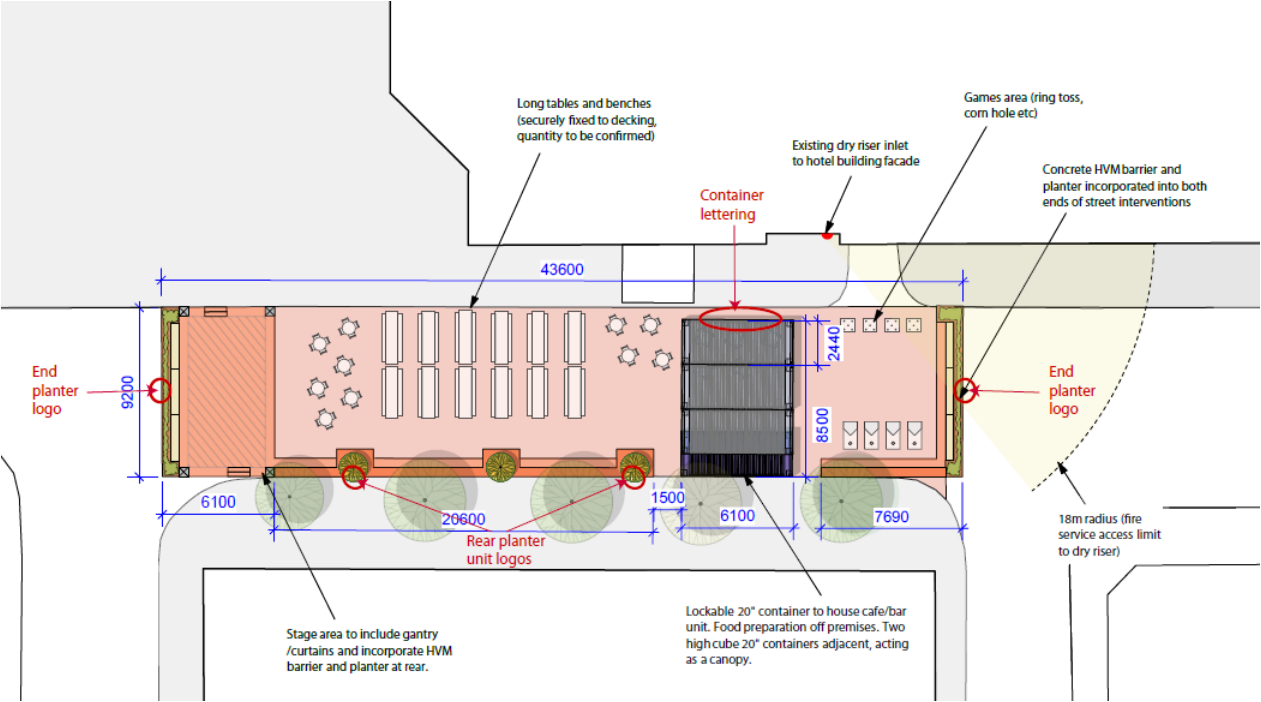 Long tables and benches
(securely fixed to decking,
quantity to be confirmed)
Games area (ring toss,
corn hole etc)
Existing dry riser inlet
to hotel building facade
Concrete HVM barrier and
planter incorporated into both
ends of street interventions
Container
lettering
43600
2440
8500
9200
End
planter
logo
End
planter
logo
6100
20600
1500
6100
7690
Rear planter
unit logos
18m radius (fire
service access limit
to dry riser)
Stage area to include gantry
/curtains and incorporate HVM
barrier and planter at rear.
Lockable 20" container to house cafe/bar
unit. Food preparation off premises. Two
high cube 20" containers adjacent, acting
as a canopy.